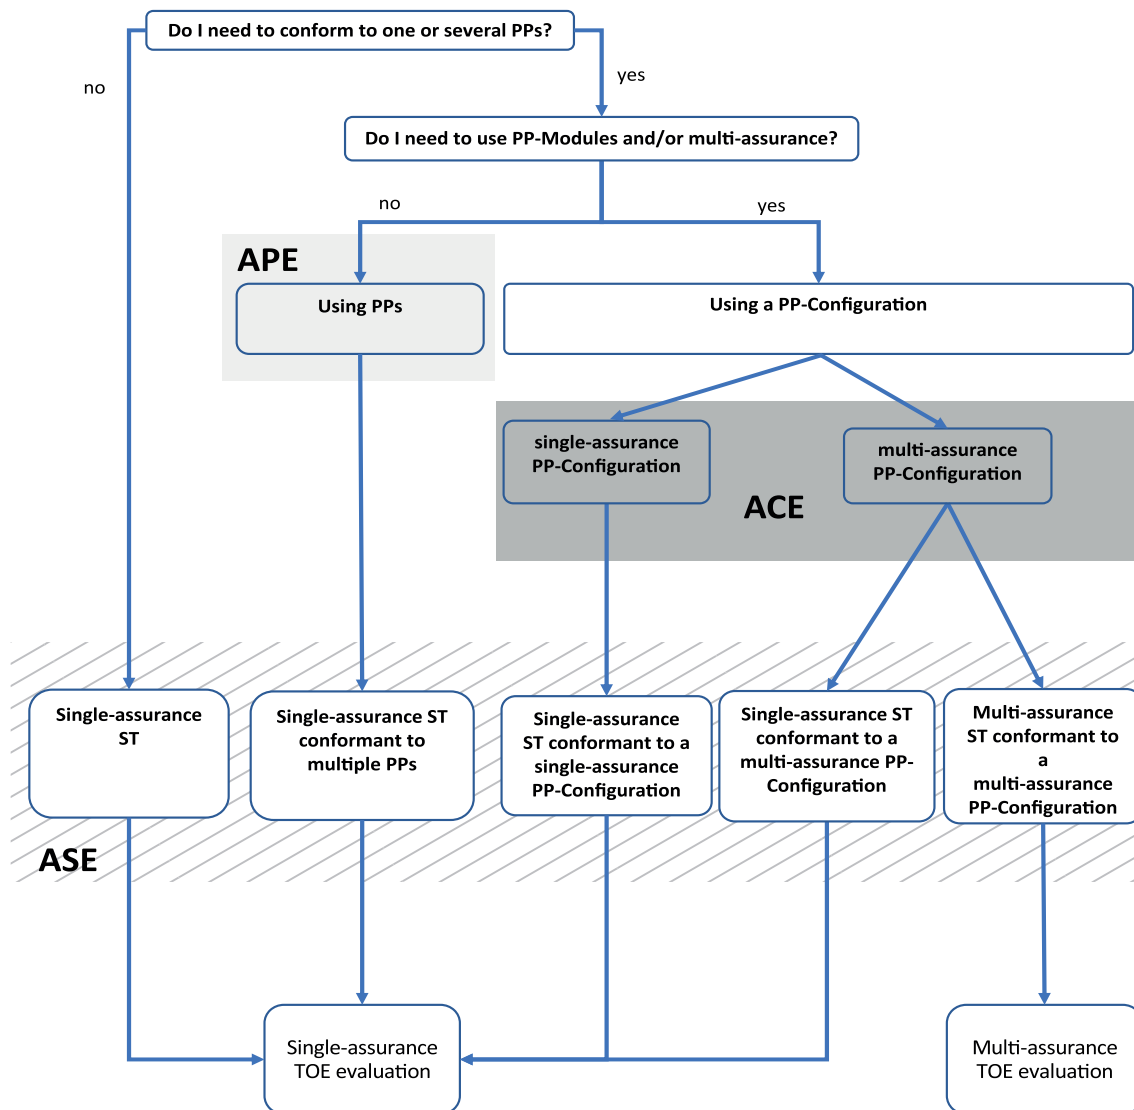 Do I need to conform to one or several PPs?
no
yes
Do I need to use PP-Modules and/or multi-assurance?
no
yes
APE
Using PPs
Using a PP-Configuration
single-assurance
PP-Configuration
multi-assurance
PP-Configuration
ACE
Single-assurance
ST
Single-assurance ST
conformant to
multiple PPs
Single-assurance
ST conformant to a
single-assurance
PP-Configuration
Single-assurance ST
conformant to a
multi-assurance PP-
Configuration
Multi-assurance
ST conformant to
a
multi-assurance
PP-Configuration
ASE
Single-assurance
TOE evaluation
Multi-assurance
TOE evaluation